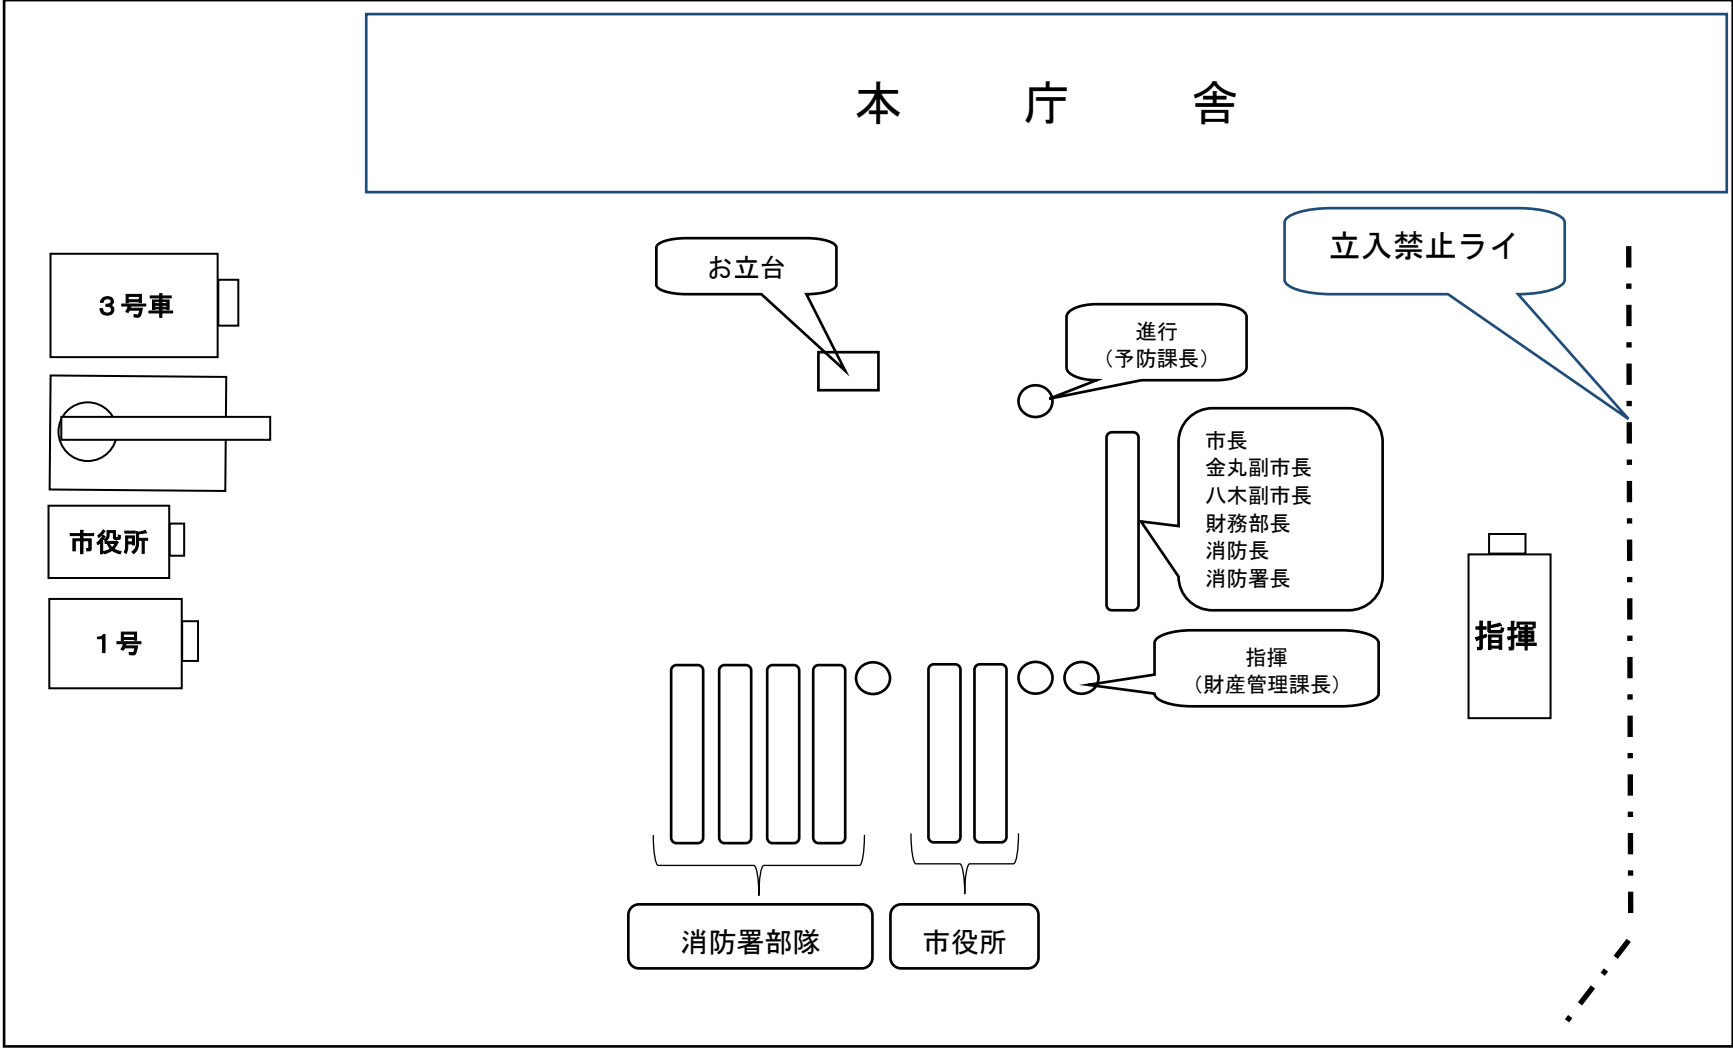 本庁舎
立入禁止ライ
お立台
３号車
進行
（予防課長）
市長
金丸副市長
八木副市長
財務部長
消防長
消防署長
市役所
１号
指揮
指揮
（財産管理課長）
消防署部隊
市役所